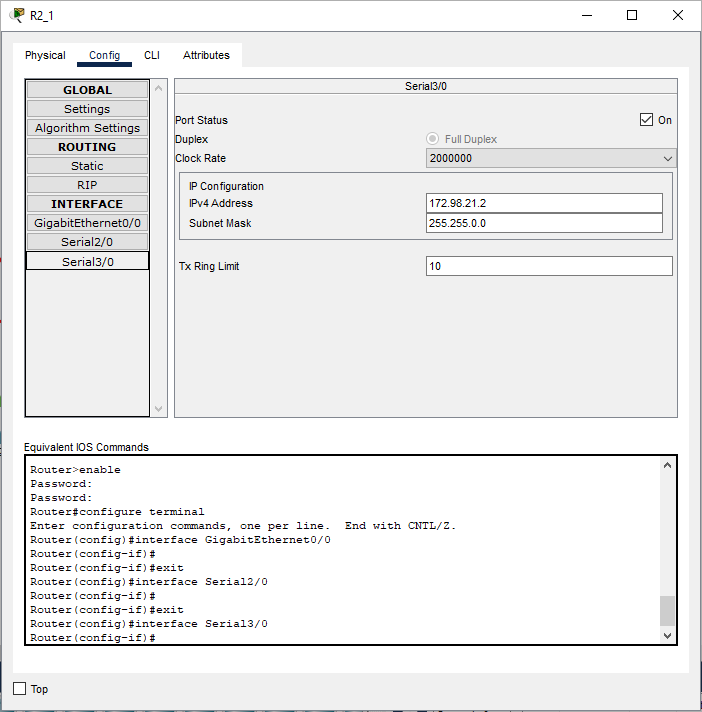 R2_1
Physical Config CLI Attributes
GLOBAL
Settings
Algorithm Settings
ROUTING
Static
RIP
INTERFACE
GigabitEthernet0/0
Serial2/0
Serial3/0
Serial3/0
Port Status On
Duplex Full Duplex
Clock Rate 2000000
IP Configuration
IPv4 Address 172.98.21.2
Subnet Mask 255.255.0.0
Tx Ring Limit 10
Equivalent IOS Commands
Router>enable
Password:
Password:
Router#configure terminal
Enter configuration commands, one per line.  End with CNTL/Z.
Router(config)#interface GigabitEthernet0/0
Router(config-if)#
Router(config-if)#exit
Router(config)#interface Serial2/0
Router(config-if)#
Router(config-if)#exit
Router(config)#interface Serial3/0
Router(config-if)#
Top